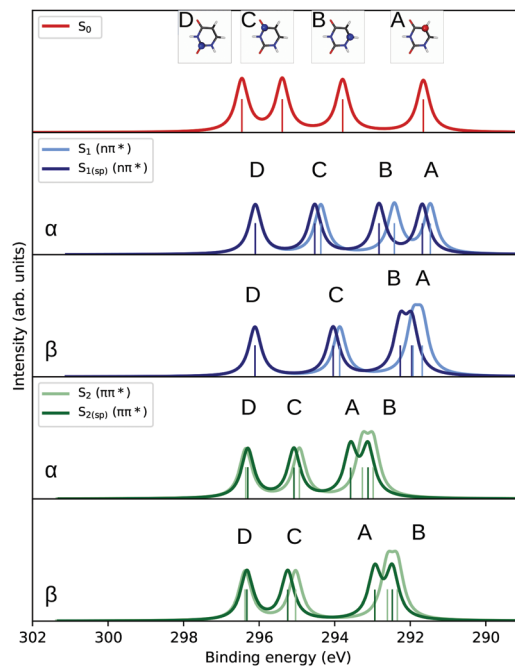 D C B A
S₀
S₁ (nπ*)
S₁(sp) (nπ*)
D C B A
α
B A
D C
β
S₂ (ππ*)
S₂(sp) (ππ*)
D C A B
α
D C A B
β
Intensity (arb. units)
302 300 298 296 294 292 290
Binding energy (eV)